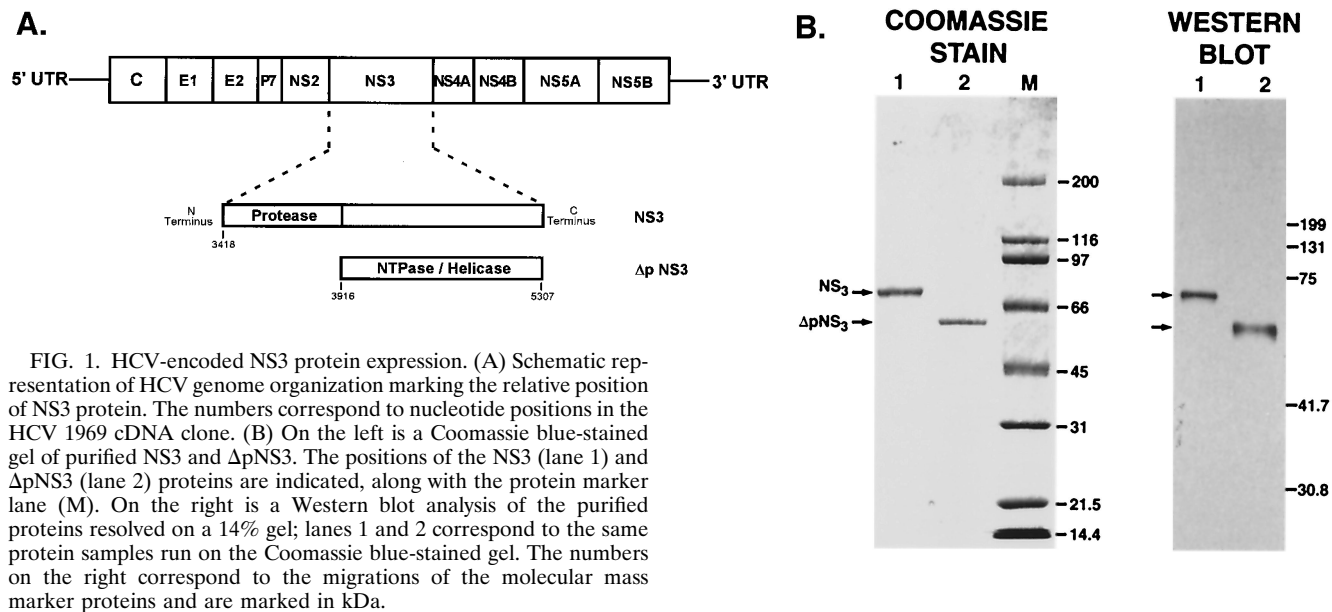 A.
5' UTR C E1 E2 P7 NS2 NS3 NS4A NS4B NS5A NS5B 3' UTR
N Terminus Protease C Terminus NS3
3418
NTPase / Helicase Δp NS3
3916 5307
B.
COOMASSIE
STAIN
1 2 M
200
116
97
NS3
66
ΔpNS3
45
31
21.5
14.4
WESTERN
BLOT
1 2
199
131
75
41.7
30.8
FIG. 1. HCV-encoded NS3 protein expression. (A) Schematic rep-
resentation of HCV genome organization marking the relative position
of NS3 protein. The numbers correspond to nucleotide positions in the
HCV 1969 cDNA clone. (B) On the left is a Coomassie blue-stained
gel of purified NS3 and ΔpNS3. The positions of the NS3 (lane 1) and
ΔpNS3 (lane 2) proteins are indicated, along with the protein marker
lane (M). On the right is a Western blot analysis of the purified
proteins resolved on a 14% gel; lanes 1 and 2 correspond to the same
protein samples run on the Coomassie blue-stained gel. The numbers
on the right correspond to the migrations of the molecular mass
marker proteins and are marked in kDa.